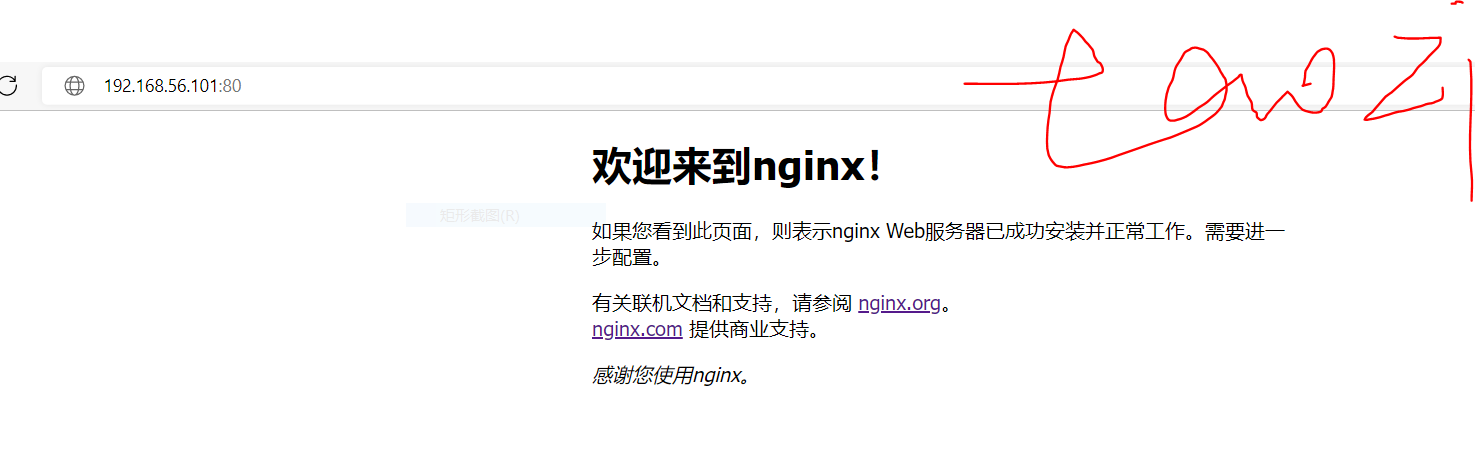 taozi
192.168.56.101:80
欢迎来到nginx！
矩形截图(R)
如果您看到此页面，则表示nginx Web服务器已成功安装并正常工作。需要进一
步配置。
有关联机文档和支持，请参阅 nginx.org。
nginx.com 提供商业支持。
感谢您使用nginx。